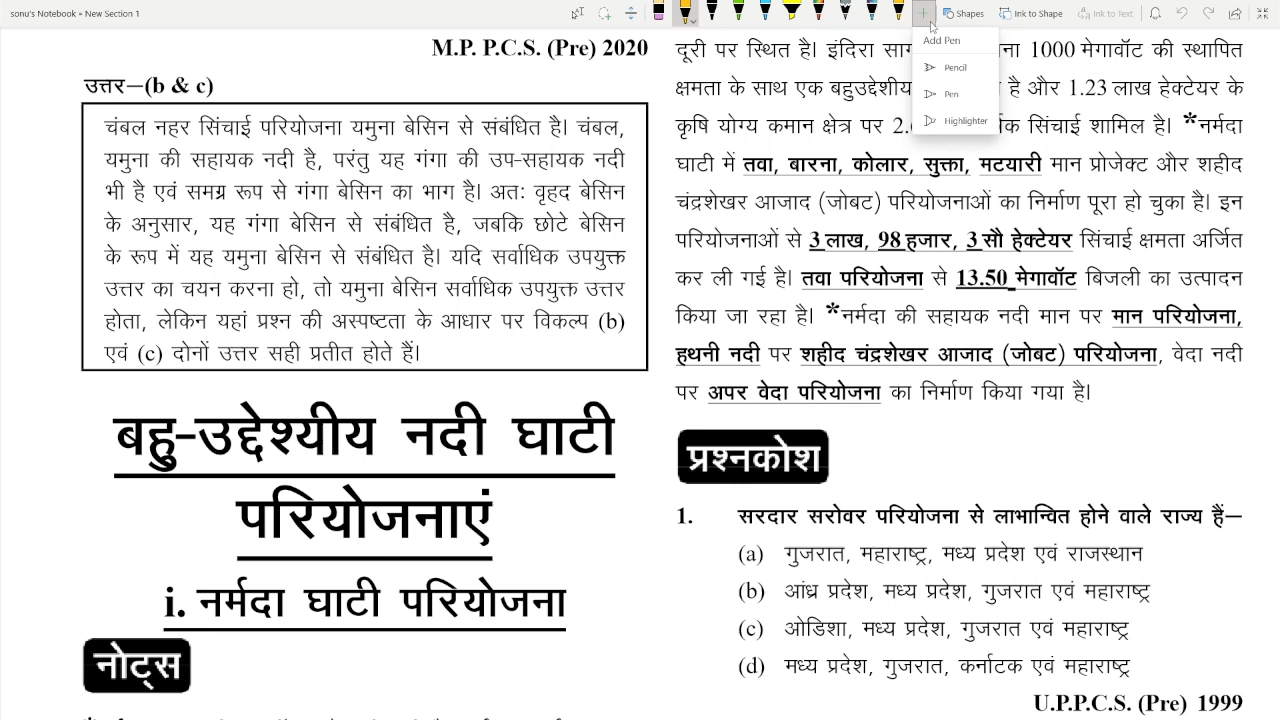 sonu's Notebook » New Section 1
Shapes
Ink to Shape
Ink to Text
Add Pen
Pencil
Pen
Highlighter
M.P. P.C.S. (Pre) 2020
उत्तर–(b & c)
चंबल नहर सिंचाई परियोजना यमुना बेसिन से संबंधित है। चंबल,
यमुना की सहायक नदी है, परंतु यह गंगा की उप-सहायक नदी
भी है एवं समग्र रूप से गंगा बेसिन का भाग है। अतः वृहद बेसिन
के अनुसार, यह गंगा बेसिन से संबंधित है, जबकि छोटे बेसिन
के रूप में यह यमुना बेसिन से संबंधित है। यदि सर्वाधिक उपयुक्त
उत्तर का चयन करना हो, तो यमुना बेसिन सर्वाधिक उपयुक्त उत्तर
होता, लेकिन यहां प्रश्न की अस्पष्टता के आधार पर विकल्प (b)
एवं (c) दोनों उत्तर सही प्रतीत होते हैं।
बहु-उद्देश्यीय नदी घाटी
परियोजनाएं
i. नर्मदा घाटी परियोजना
नोट्स
दूरी पर स्थित है। इंदिरा 1000 मेगावॉट की स्थापित
क्षमता के साथ एक बहुउद्देशीय है और 1.23 लाख हेक्टेयर के
कृषि योग्य कमान क्षेत्र पर सिंचाई शामिल है। *नर्मदा
घाटी में तवा, बारना, कोलार, सुक्ता, मटयारी मान प्रोजेक्ट और शहीद
चंद्रशेखर आजाद (जोबट) परियोजनाओं का निर्माण पूरा हो चुका है। इन
परियोजनाओं से 3 लाख, 98 हजार, 3 सौ हेक्टेयर सिंचाई क्षमता अर्जित
कर ली गई है। तवा परियोजना से 13.50 मेगावॉट बिजली का उत्पादन
किया जा रहा है। *नर्मदा की सहायक नदी मान पर मान परियोजना,
हथनी नदी पर शहीद चंद्रशेखर आजाद (जोबट) परियोजना, वेदा नदी
पर अपर वेदा परियोजना का निर्माण किया गया है।
प्रश्नकोश
1. सरदार सरोवर परियोजना से लाभान्वित होने वाले राज्य हैं–
(a) गुजरात, महाराष्ट्र, मध्य प्रदेश एवं राजस्थान
(b) आंध्र प्रदेश, मध्य प्रदेश, गुजरात एवं महाराष्ट्र
(c) ओडिशा, मध्य प्रदेश, गुजरात एवं महाराष्ट्र
(d) मध्य प्रदेश, गुजरात, कर्नाटक एवं महाराष्ट्र
U.P.P.C.S. (Pre) 1999